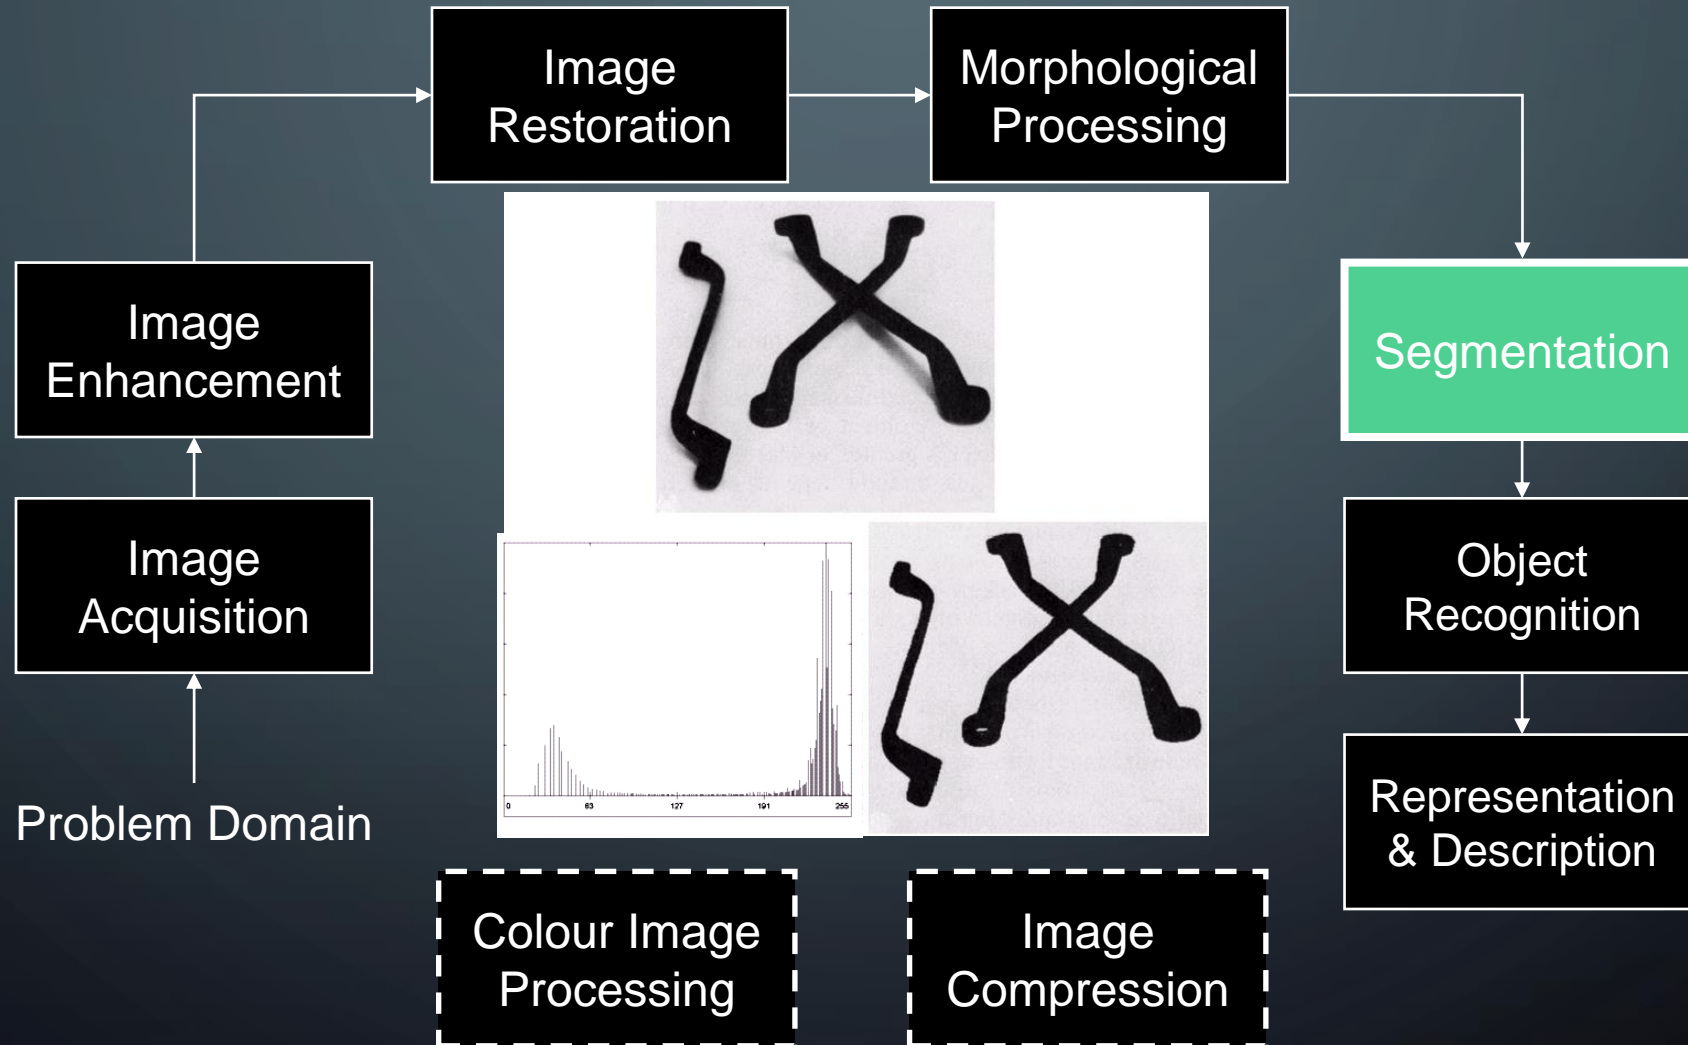 Image
Restoration
Morphological
Processing
Image
Enhancement
Segmentation
Image
Acquisition
Object
Recognition
0 63 127 191 255
Problem Domain
Representation
& Description
Colour Image
Processing
Image
Compression